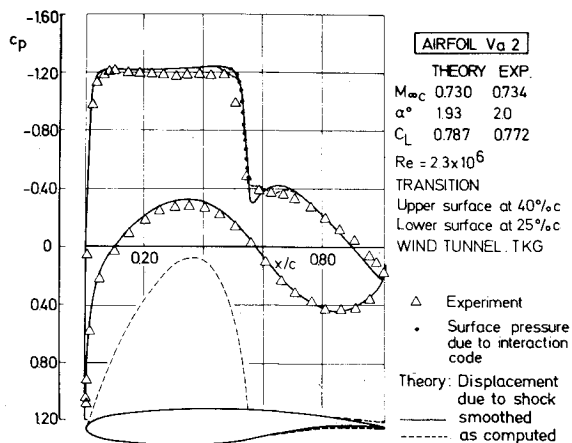 -1.60
cp
-1.20
-0.80
-0.40
0
0.40
0.80
1.20
0.20
x/c
0.80
AIRFOIL Va 2
THEORY EXP.
M∞c 0.730 0.734
α° 1.93 2.0
CL 0.787 0.772
Re = 2.3x10⁶
TRANSITION
Upper surface at 40%c
Lower surface at 25%c
WIND TUNNEL. TKG
△ Experiment
• Surface pressure
due to interaction
code
Theory: Displacement
due to shock
smoothed
as computed